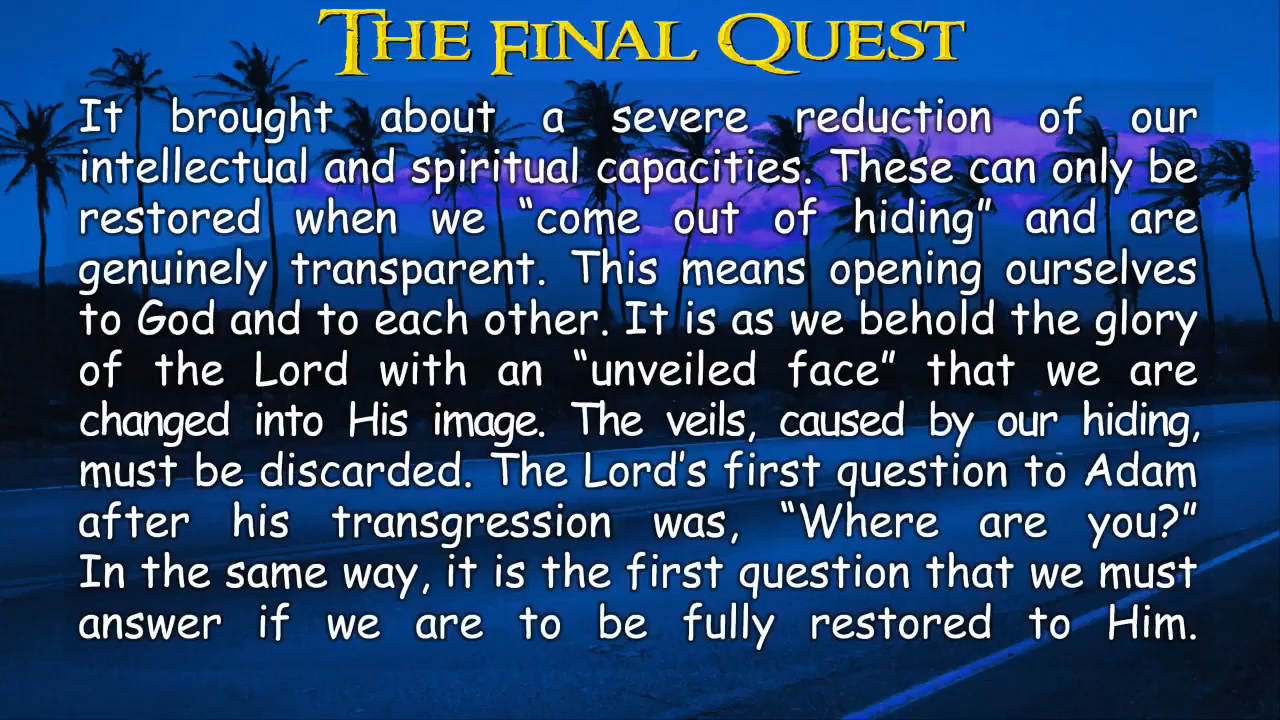 THE FINAL QUEST
It brought about a severe reduction of our
intellectual and spiritual capacities. These can only be
restored when we “come out of hiding” and are
genuinely transparent. This means opening ourselves
to God and to each other. It is as we behold the glory
of the Lord with an “unveiled face” that we are
changed into His image. The veils, caused by our hiding,
must be discarded. The Lord’s first question to Adam
after his transgression was, “Where are you?”
In the same way, it is the first question that we must
answer if we are to be fully restored to Him.